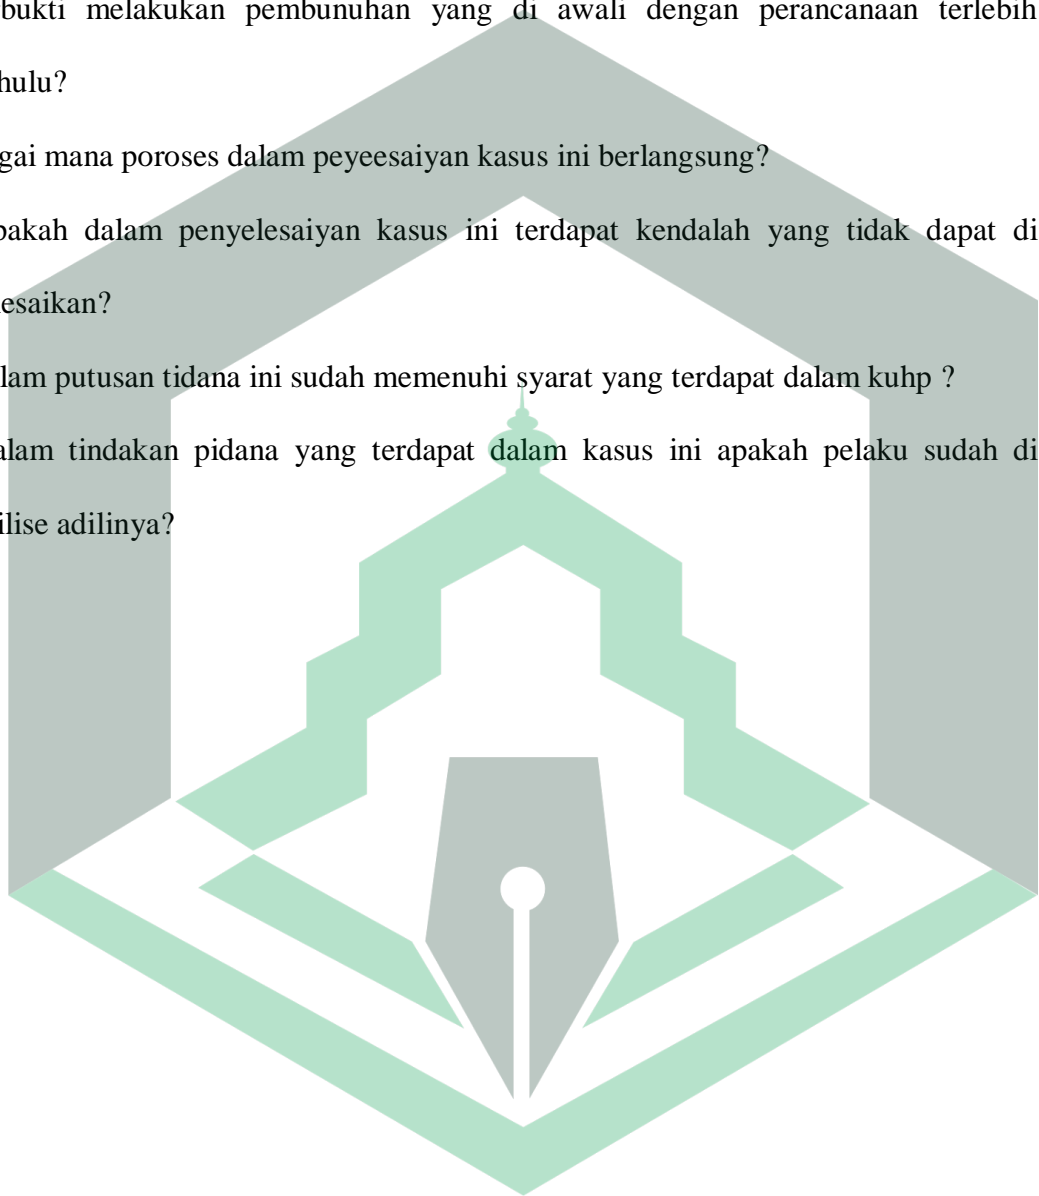 bukti melakukan pembunuhan yang di awali dengan perancanaan terlebih
hulu?
gai mana poroses dalam peyeesaiyan kasus ini berlangsung?
pakah dalam penyelesaiyan kasus ini terdapat kendalah yang tidak dapat di
esaikan?
lam putusan tidana ini sudah memenuhi syarat yang terdapat dalam kuhp ?
alam tindakan pidana yang terdapat dalam kasus ini apakah pelaku sudah di
ilise adilinya?